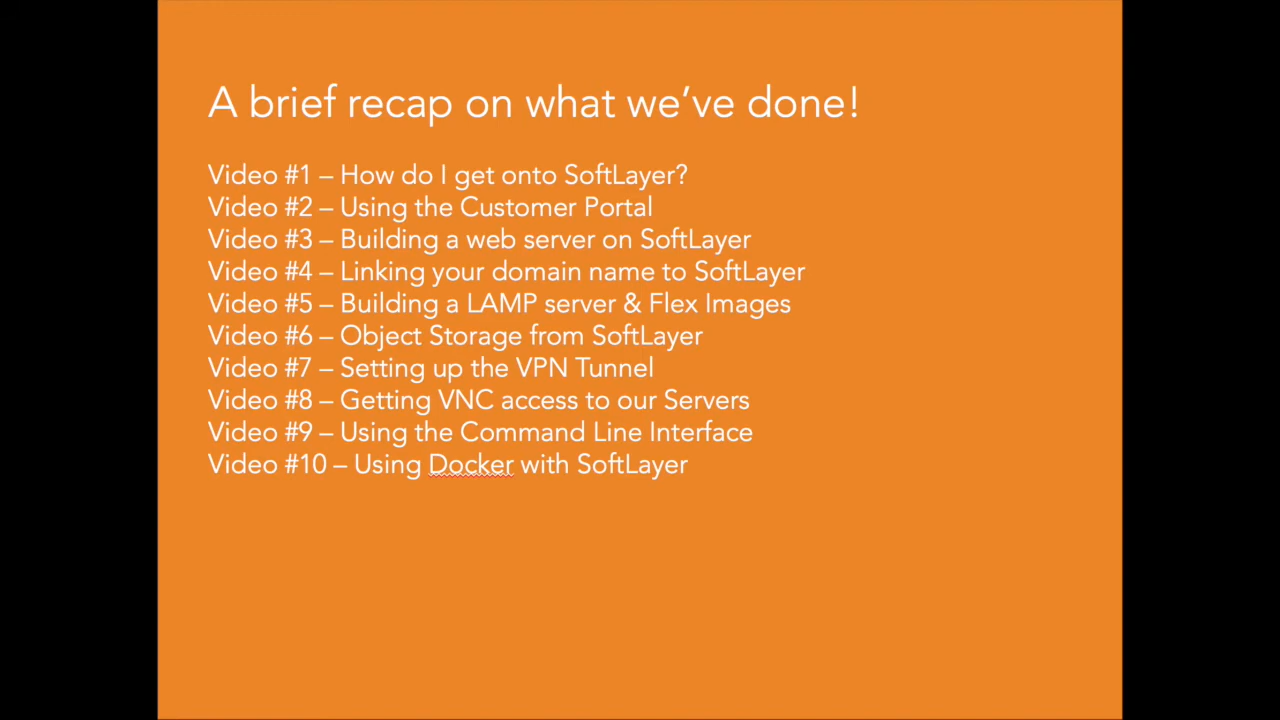 A brief recap on what we’ve done!
Video #1 – How do I get onto SoftLayer?
Video #2 – Using the Customer Portal
Video #3 – Building a web server on SoftLayer
Video #4 – Linking your domain name to SoftLayer
Video #5 – Building a LAMP server & Flex Images
Video #6 – Object Storage from SoftLayer
Video #7 – Setting up the VPN Tunnel
Video #8 – Getting VNC access to our Servers
Video #9 – Using the Command Line Interface
Video #10 – Using Docker with SoftLayer